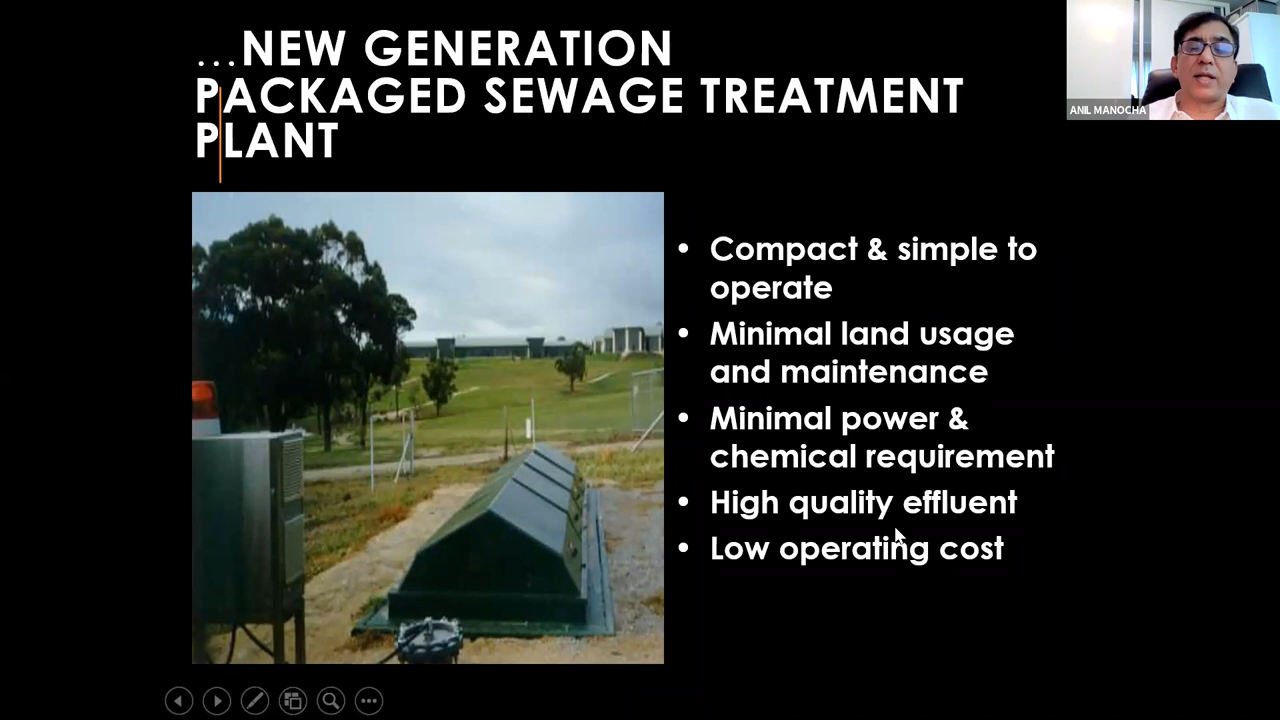 ...NEW GENERATION
PACKAGED SEWAGE TREATMENT
PLANT
ANIL MANOCHA
• Compact & simple to
operate
• Minimal land usage
and maintenance
• Minimal power &
chemical requirement
• High quality effluent
• Low operating cost